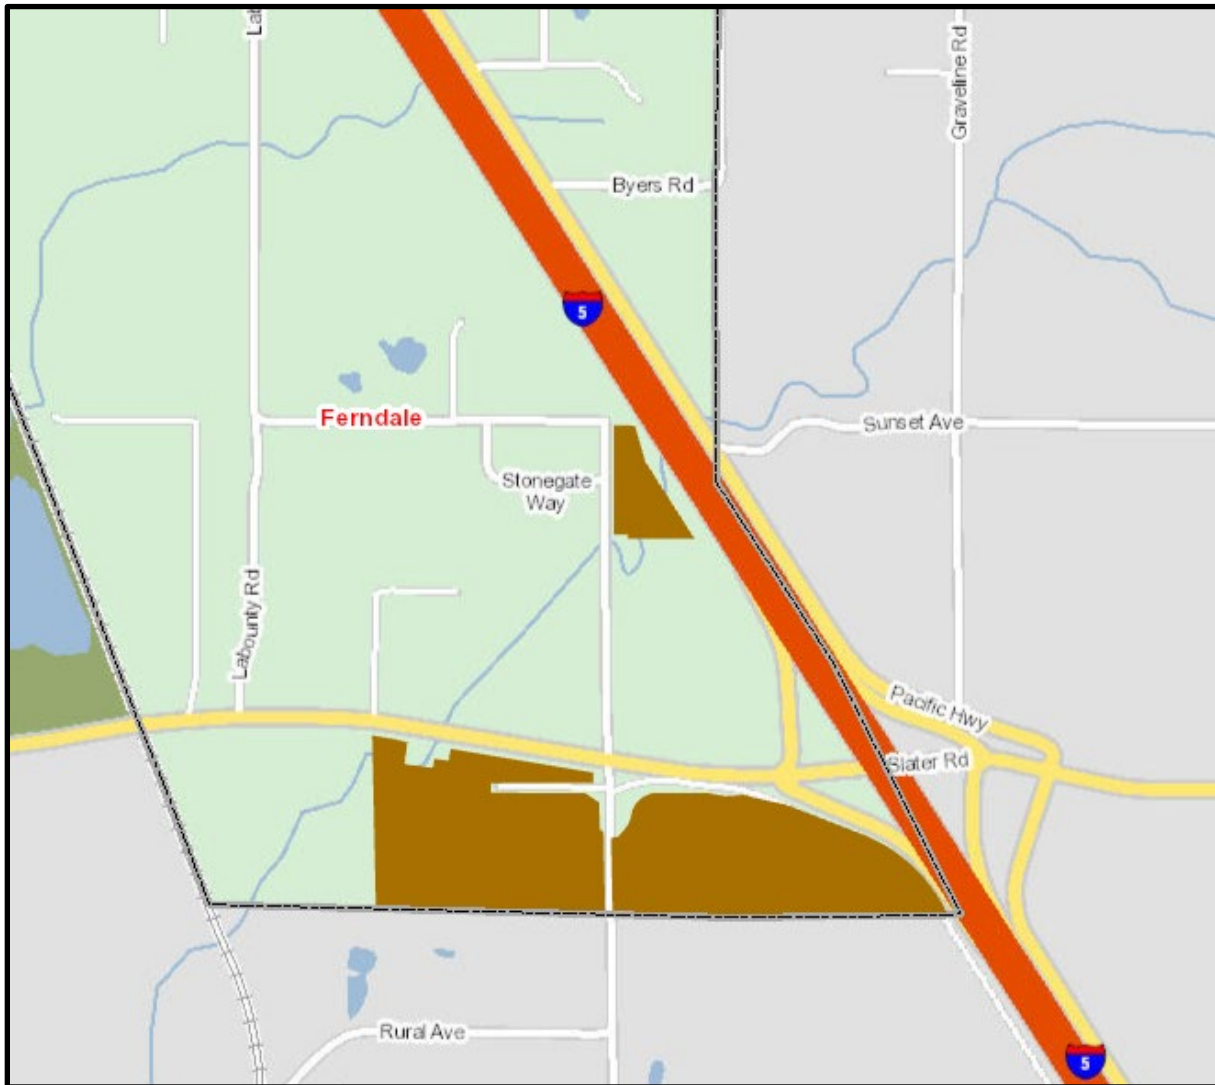 Lab
Graveline Rd
Byers Rd
5
Ferndale
Sunset Ave
Stonegate
Way
Labounty Rd
Pacific Hwy
Slater Rd
Rural Ave
5